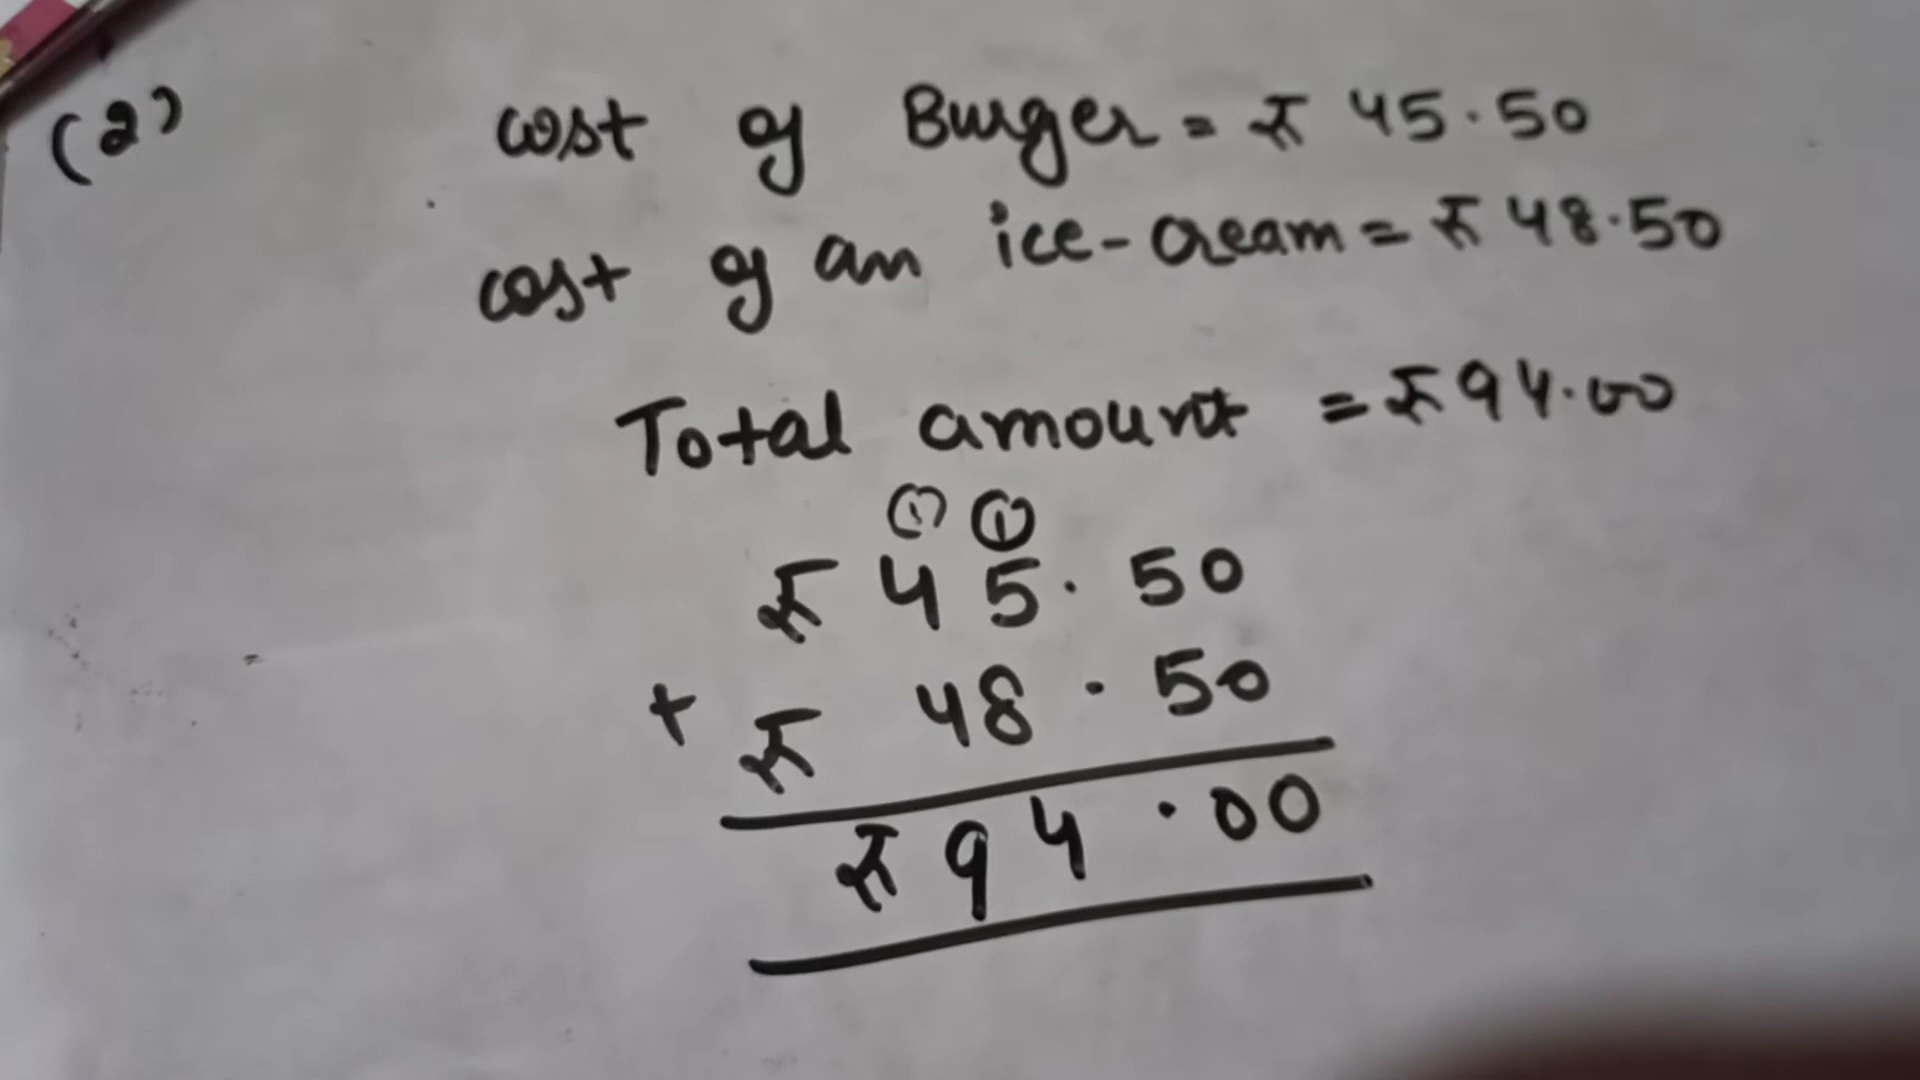 (2) cost of Burger = ₹ 45.50
cost of an ice-cream = ₹ 48.50
Total amount = ₹ 94.00
① ①
₹ 45.50
+ ₹ 48.50
₹ 94.00